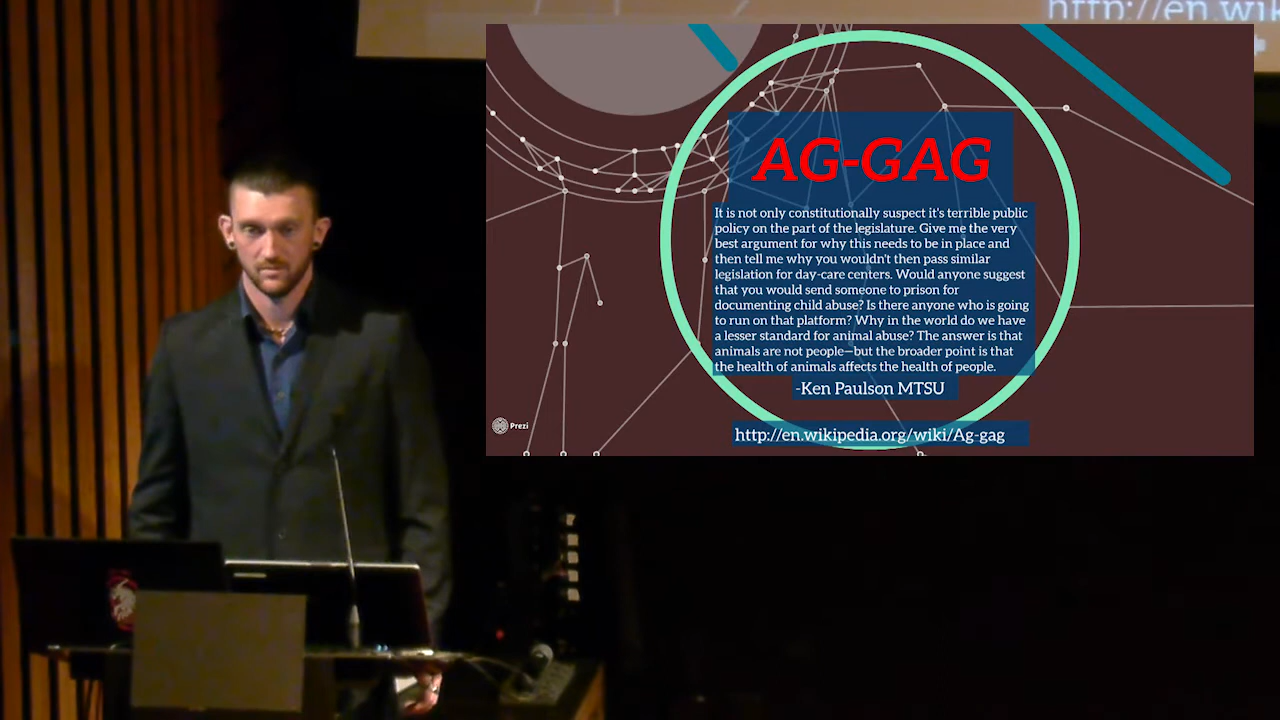 http://en.wik
AG-GAG
It is not only constitutionally suspect it's terrible public
policy on the part of the legislature. Give me the very
best argument for why this needs to be in place and
then tell me why you wouldn't then pass similar
legislation for day-care centers. Would anyone suggest
that you would send someone to prison for
documenting child abuse? Is there anyone who is going
to run on that platform? Why in the world do we have
a lesser standard for animal abuse? The answer is that
animals are not people—but the broader point is that
the health of animals affects the health of people.
-Ken Paulson MTSU
Prezi
http://en.wikipedia.org/wiki/Ag-gag